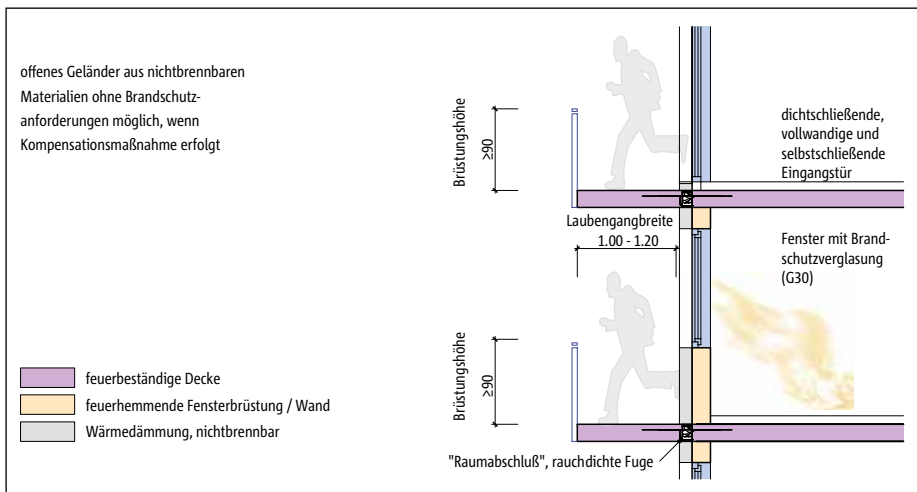 offenes Geländer aus nichtbrennbaren
Materialien ohne Brandschutz-
anforderungen möglich, wenn
Kompensationsmaßnahme erfolgt
Brüstungshöhe
≥90
dichtschließende,
vollwandige und
selbstschließende
Eingangstür
Laubengangbreite
1.00 - 1.20
Fenster mit Brand-
schutzverglasung
(G30)
Brüstungshöhe
≥90
feuerbeständige Decke
feuerhemmende Fensterbrüstung / Wand
Wärmedämmung, nichtbrennbar
"Raumabschluß", rauchdichte Fuge